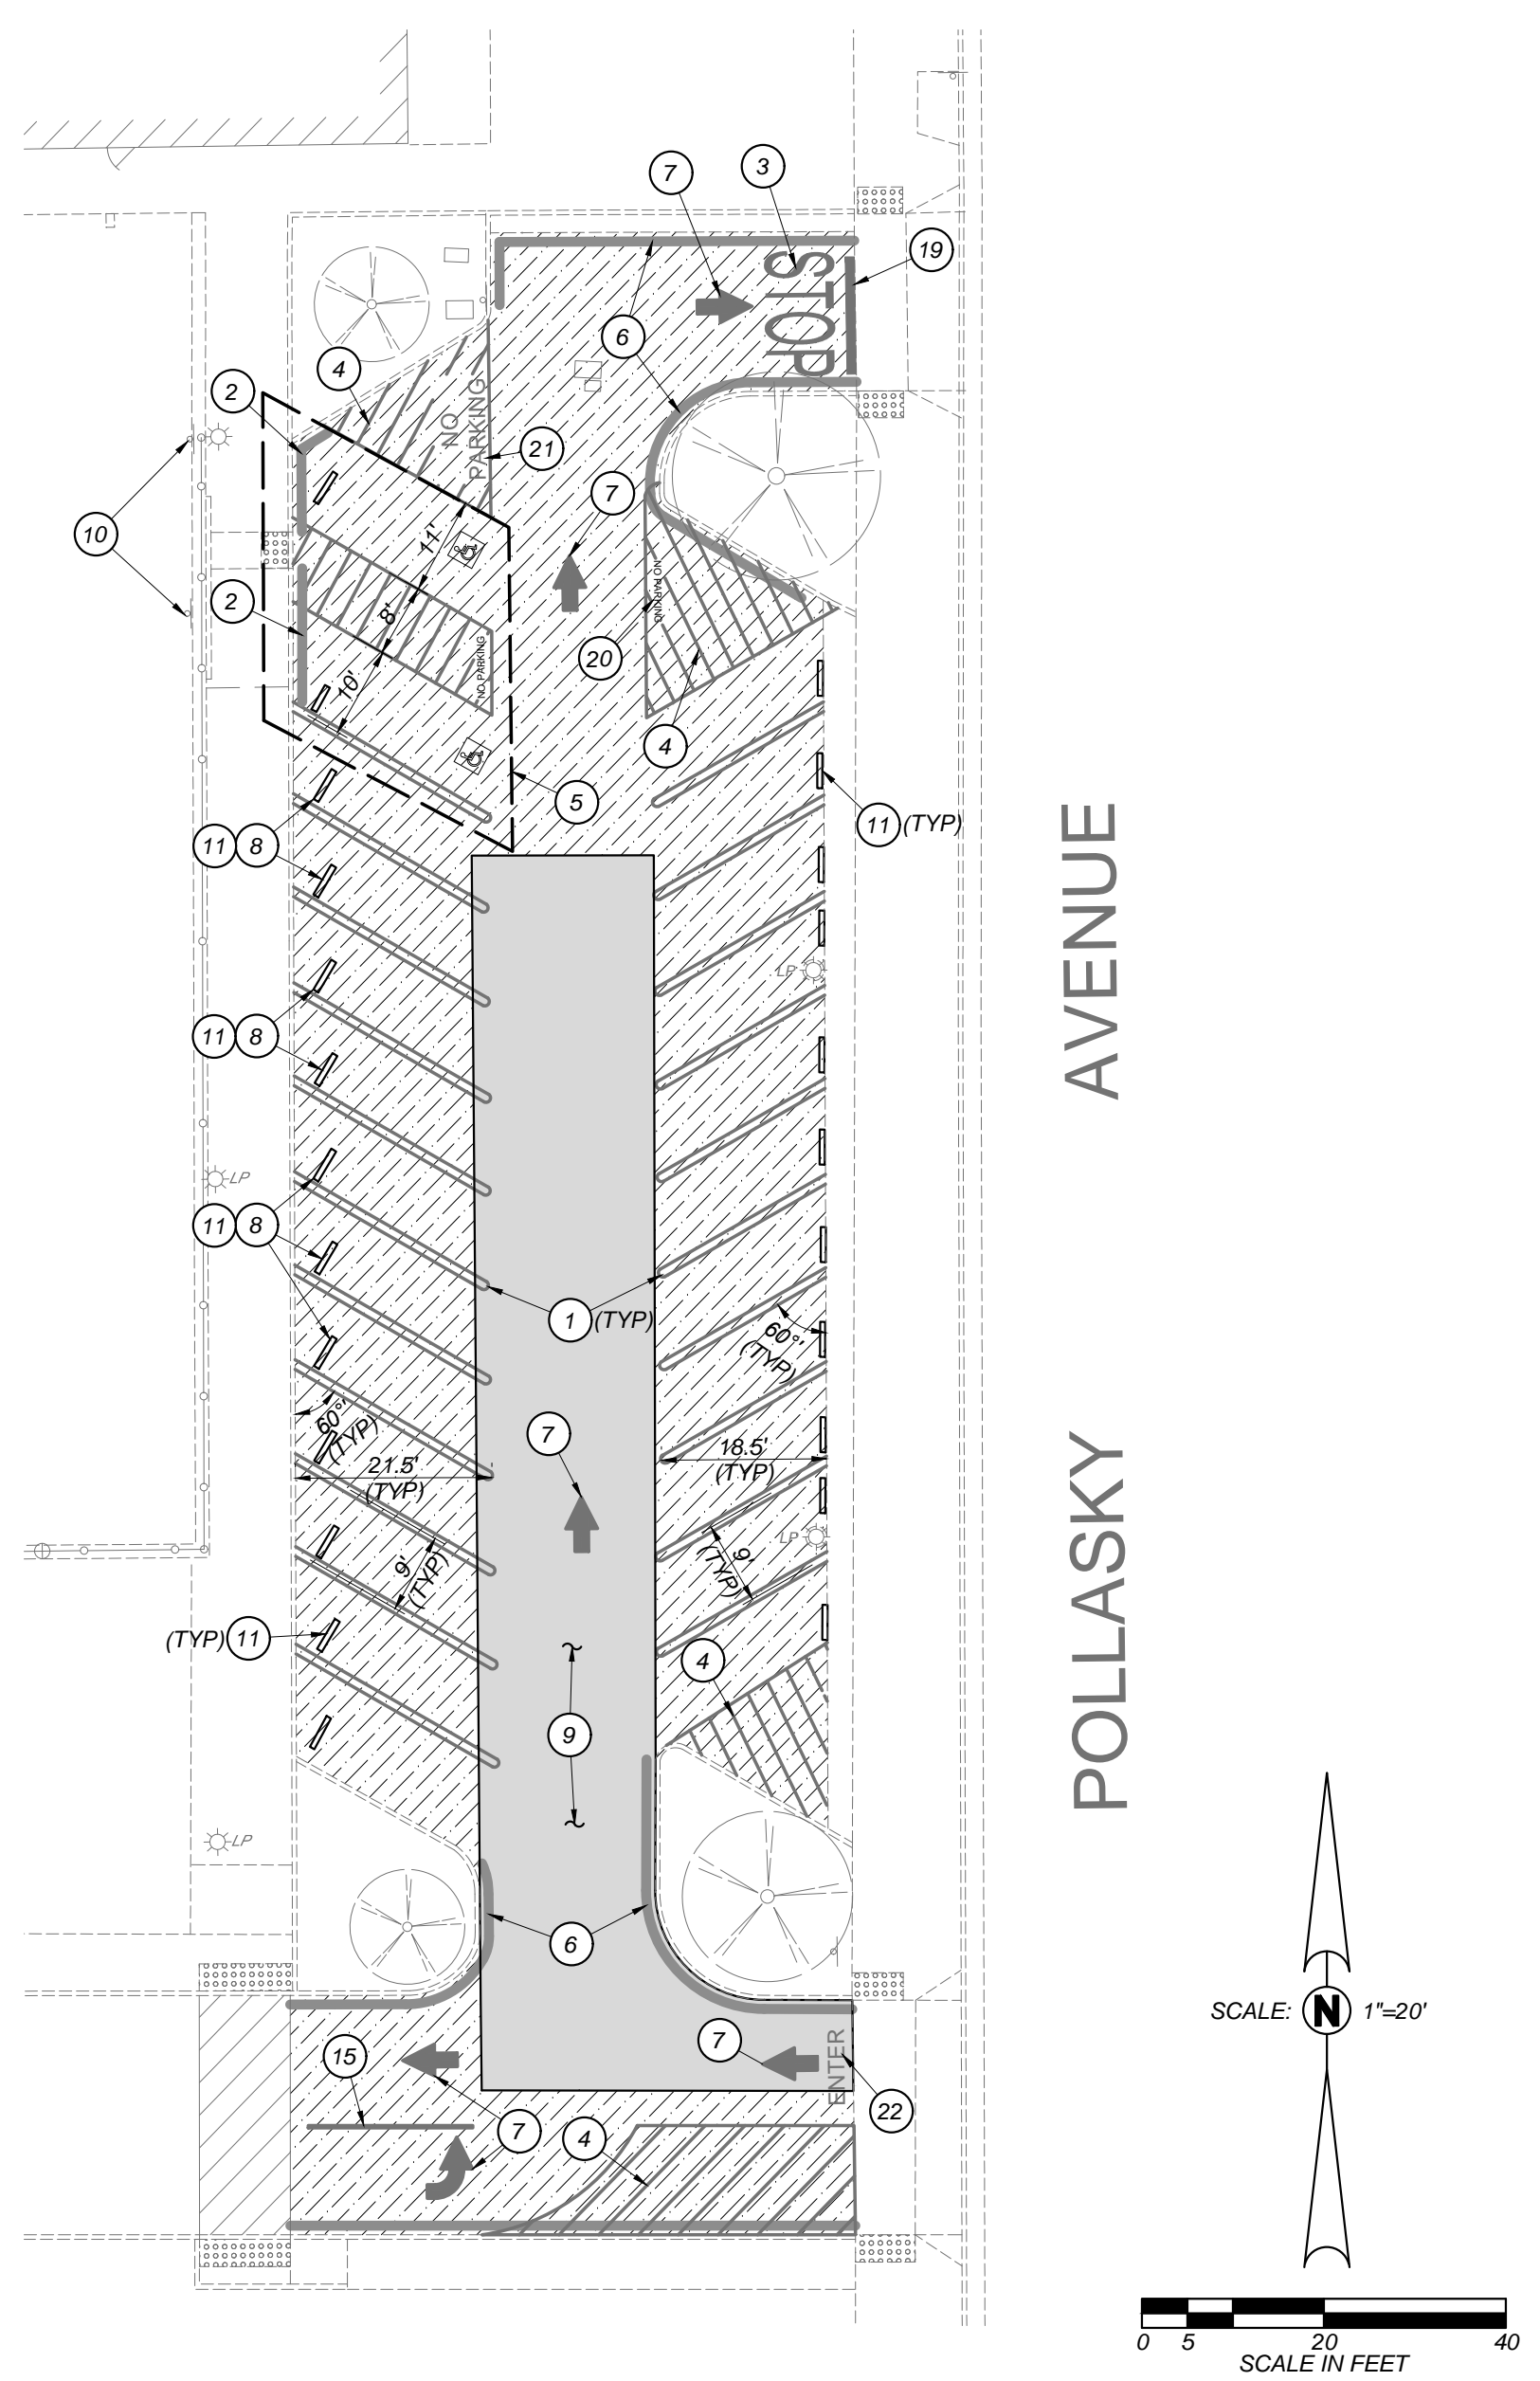 7
3
19
STOP
6
4
2
NO
PARKING
21
7
10
11'
NO PARKING
2
8'
20
10'
NO PARKING
4
5
11 (TYP)
11 8
AVENUE
LP
11 8
LP
11 8
1 (TYP)
60°'
(TYP)
60°'
(TYP)
7
21.5'
(TYP)
18.5'
(TYP)
POLLASKY
LP
9'
(TYP)
9'
(TYP)
(TYP) 11
4
9
LP
6
SCALE: N 1"=20'
7
ENTER
15
22
7
4
0 5 20 40
SCALE IN FEET